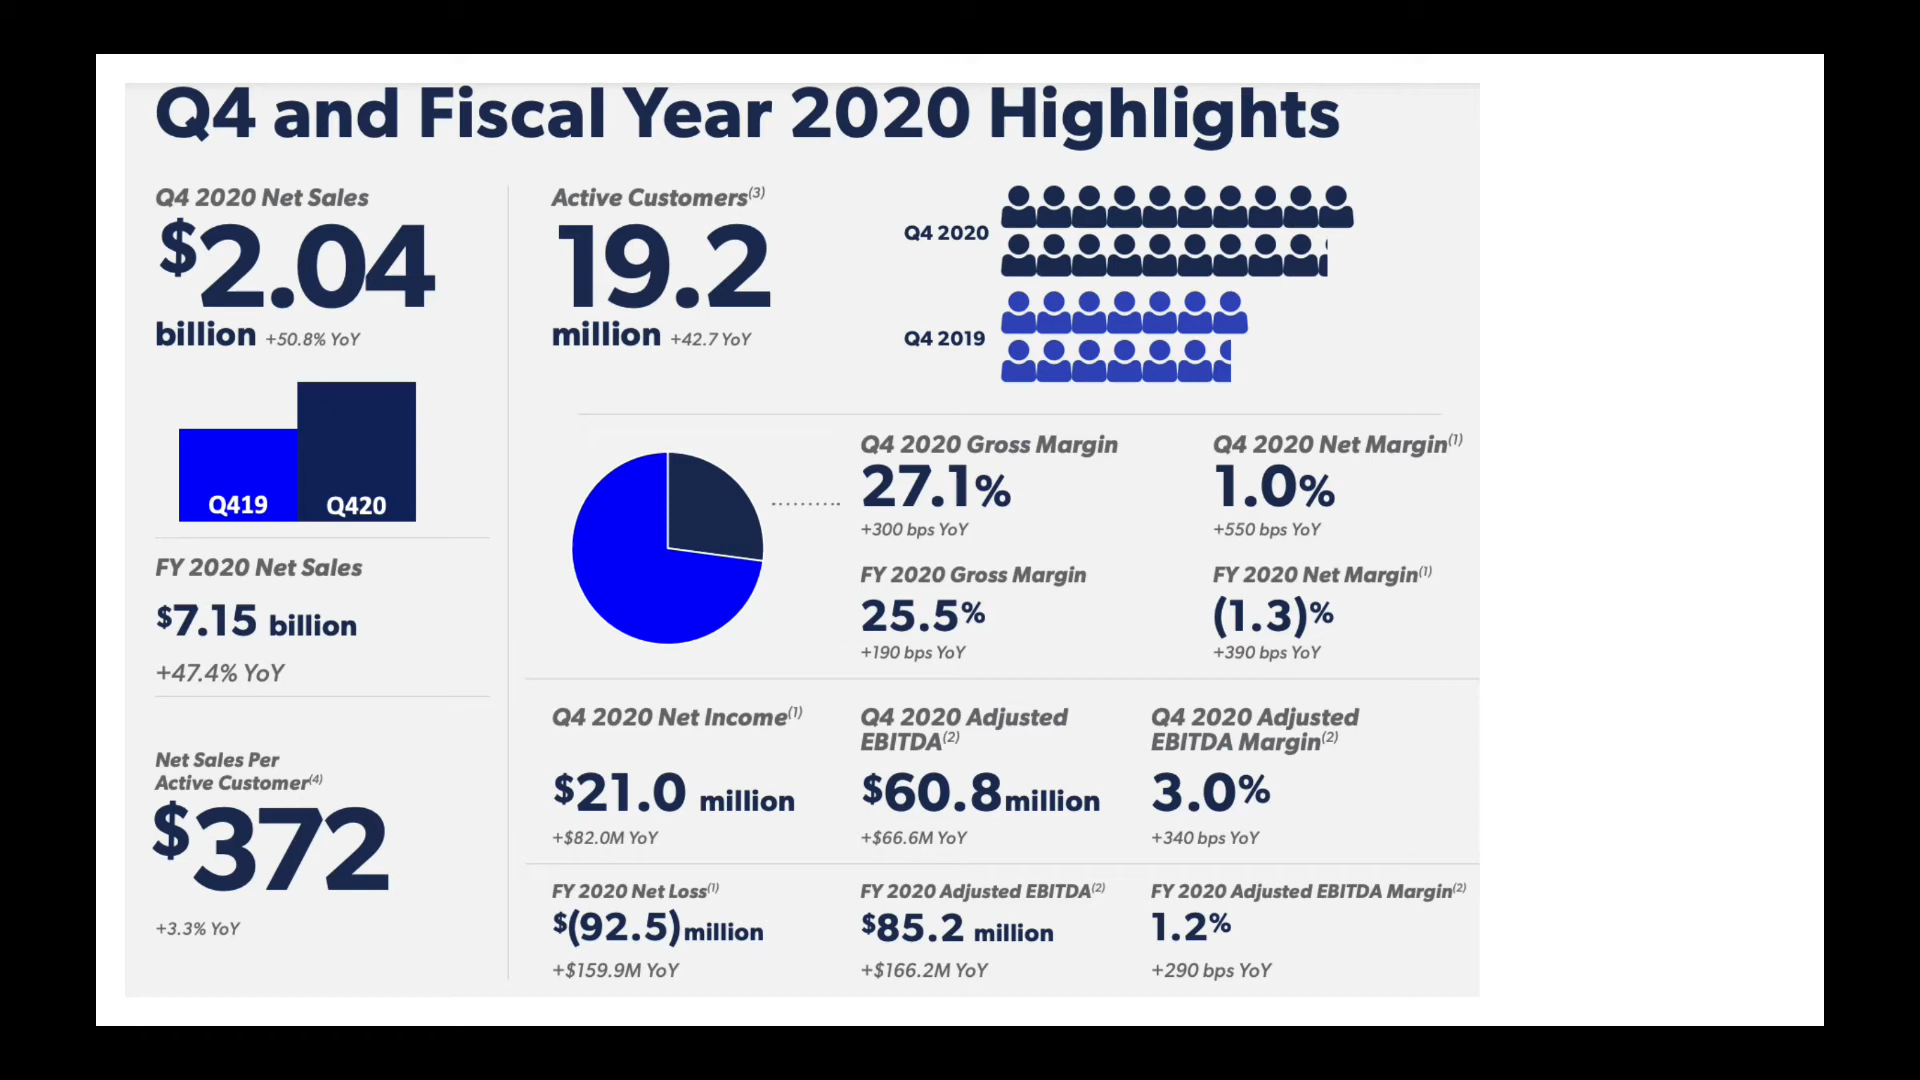 Q4 and Fiscal Year 2020 Highlights
Q4 2020 Net Sales
$2.04
billion +50.8% YoY
Q419
Q420
FY 2020 Net Sales
$7.15 billion
+47.4% YoY
Net Sales Per
Active Customer(4)
$372
+3.3% YoY
Active Customers(3)
19.2
million +42.7 YoY
Q4 2020
Q4 2019
Q4 2020 Gross Margin
27.1%
+300 bps YoY
Q4 2020 Net Margin(1)
1.0%
+550 bps YoY
FY 2020 Gross Margin
25.5%
+190 bps YoY
FY 2020 Net Margin(1)
(1.3)%
+390 bps YoY
Q4 2020 Net Income(1)
$21.0 million
+$82.0M YoY
Q4 2020 Adjusted
EBITDA(2)
$60.8 million
+$66.6M YoY
Q4 2020 Adjusted
EBITDA Margin(2)
3.0%
+340 bps YoY
FY 2020 Net Loss(1)
$(92.5) million
+$159.9M YoY
FY 2020 Adjusted EBITDA(2)
$85.2 million
+$166.2M YoY
FY 2020 Adjusted EBITDA Margin(2)
1.2%
+290 bps YoY